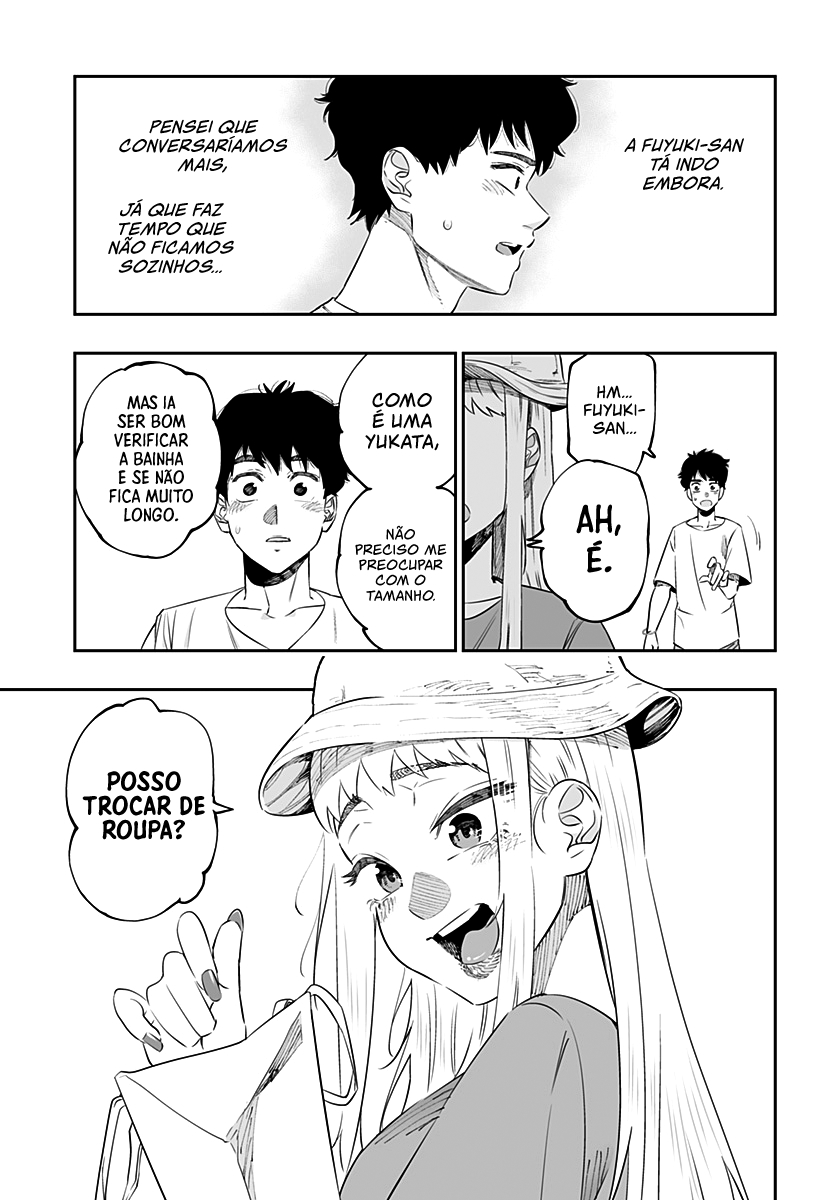 A FUYUKI-SAN
TÁ INDO
EMBORA.
PENSEI QUE
CONVERSARÍAMOS
MAIS,
JÁ QUE FAZ
TEMPO QUE
NÃO FICAMOS
SOZINHOS...
HM...
FUYUKI-
SAN...
AH,
É.
COMO
É UMA
YUKATA,
NÃO
PRECISO ME
PREOCUPAR
COM O
TAMANHO.
MAS IA
SER BOM
VERIFICAR
A BAINHA
E SE NÃO
FICA MUITO
LONGO.
POSSO
TROCAR DE
ROUPA?